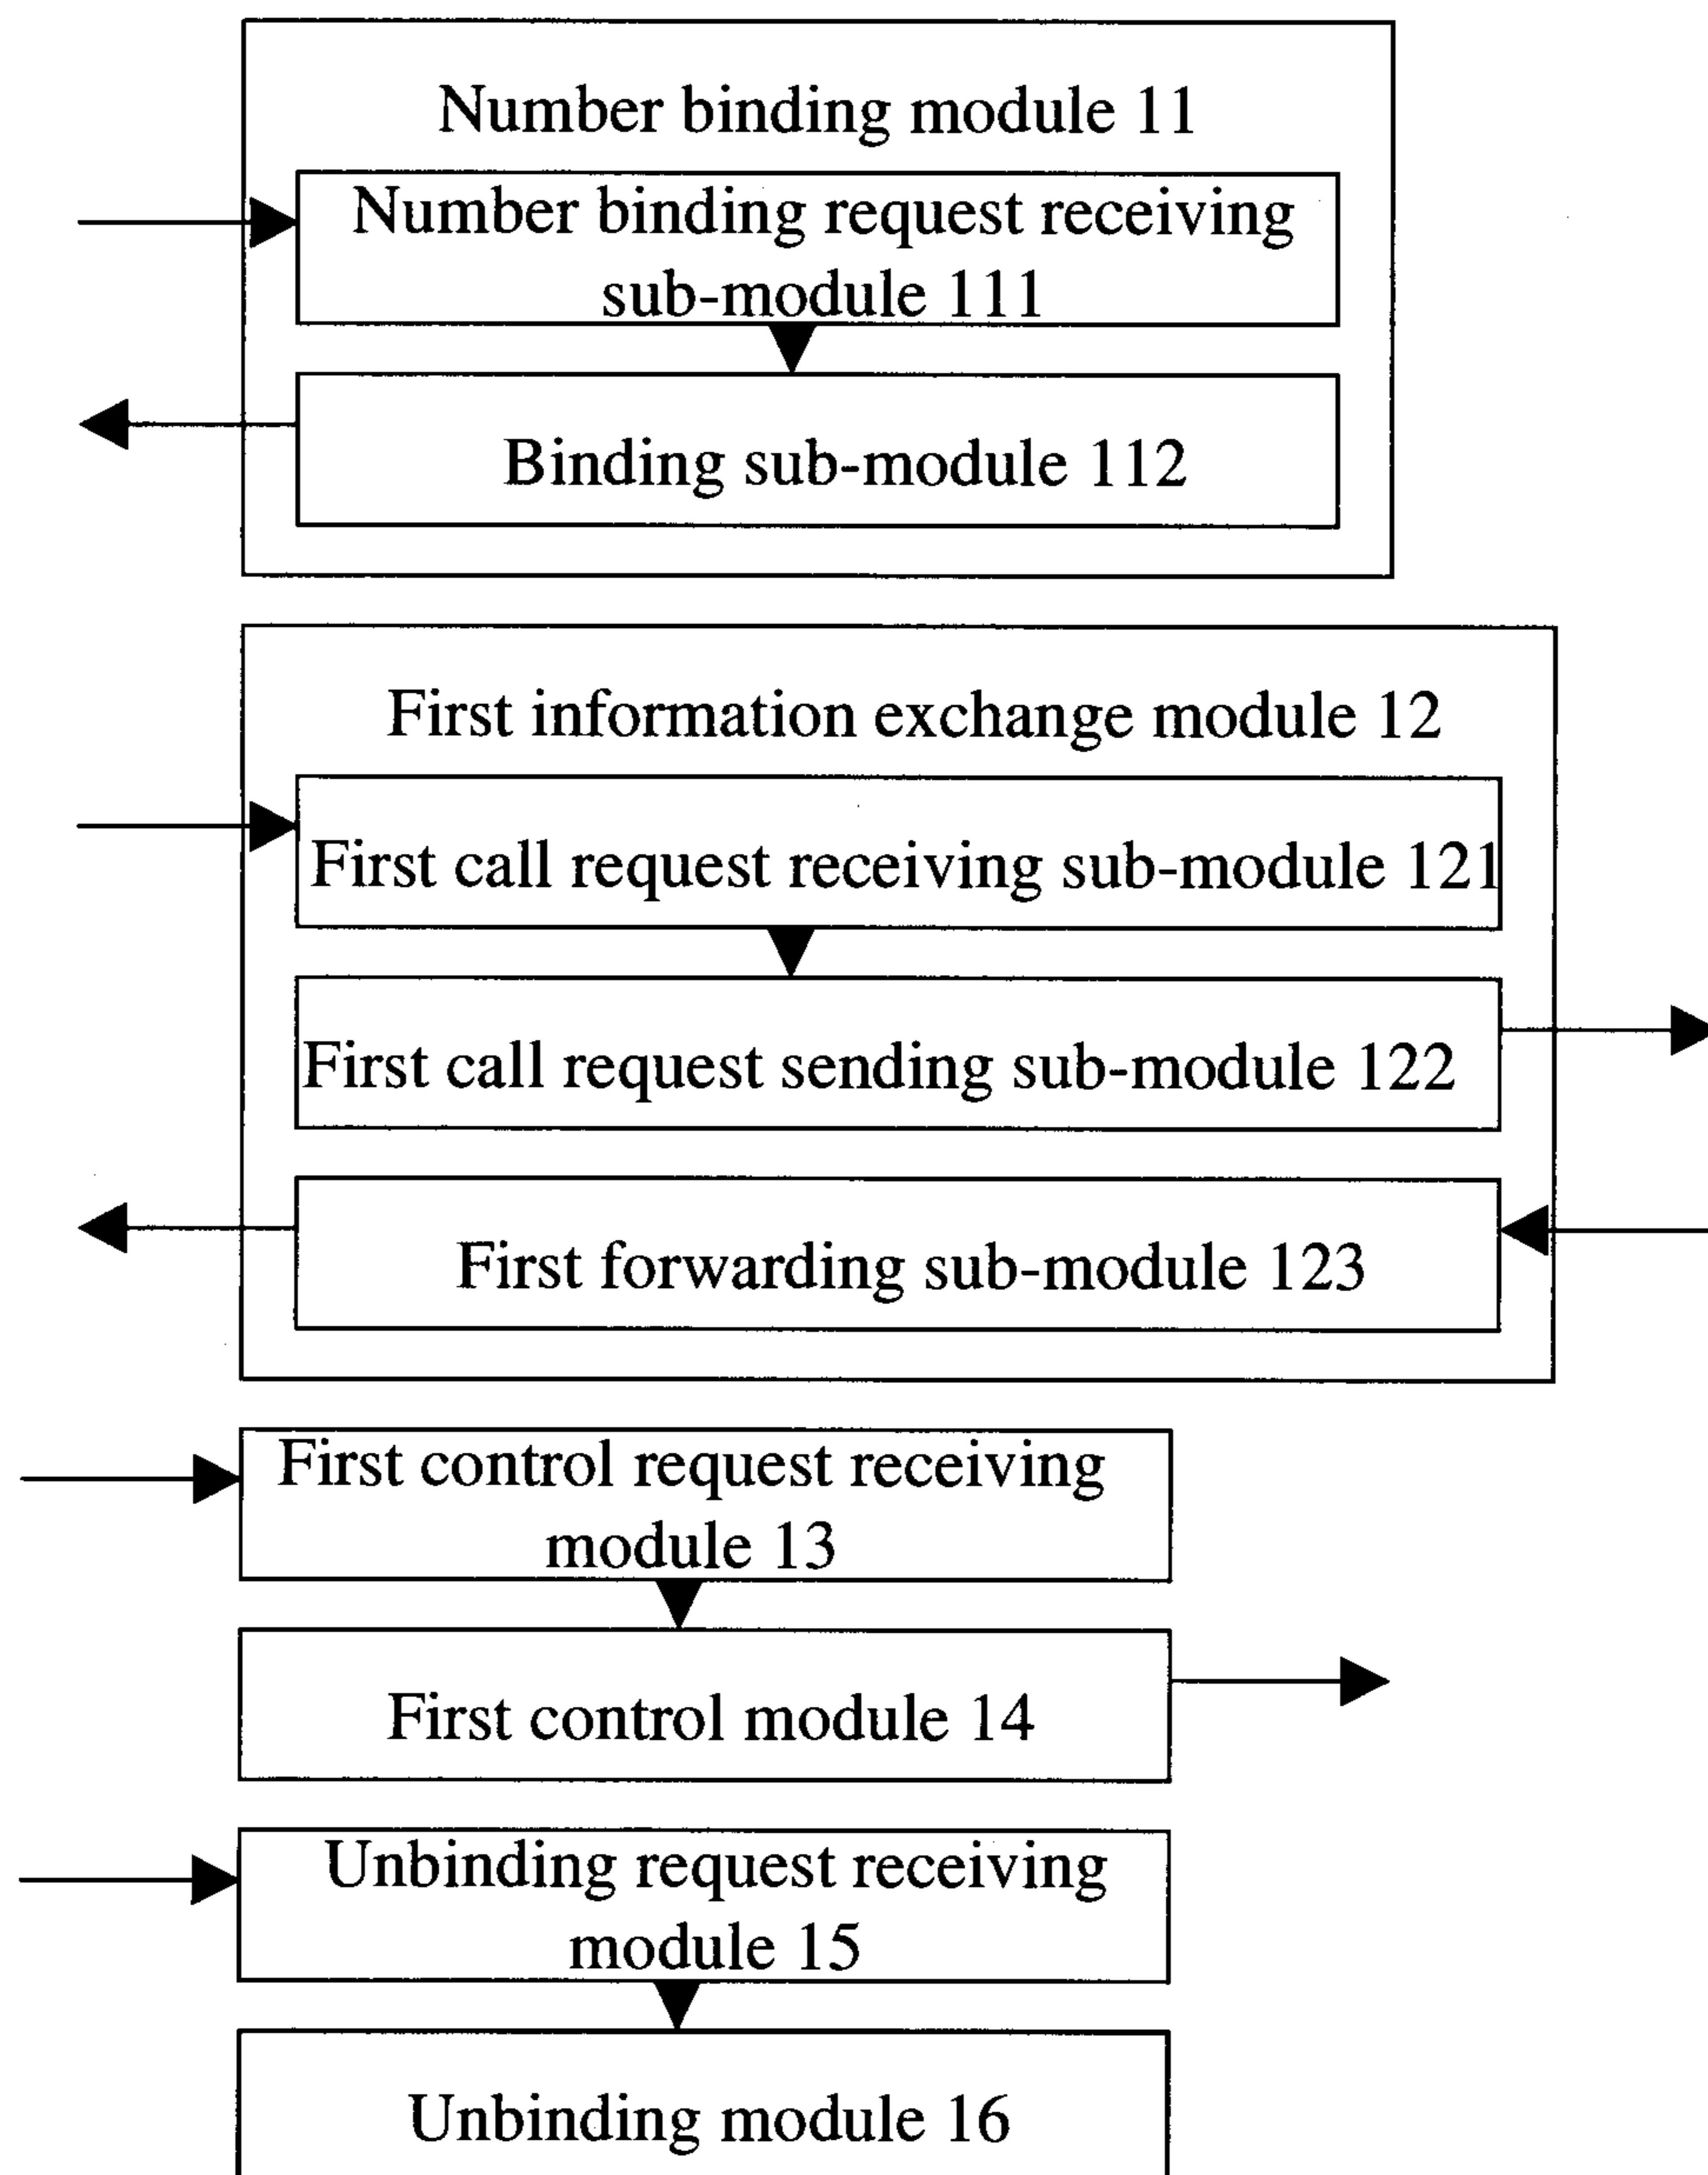 Number binding module 11
Number binding request receiving
sub-module 111
Binding sub-module 112
First information exchange module 12
First call request receiving sub-module 121
First call request sending sub-module 122
First forwarding sub-module 123
First control request receiving
module 13
First control module 14
Unbinding request receiving
module 15
Unbinding module 16